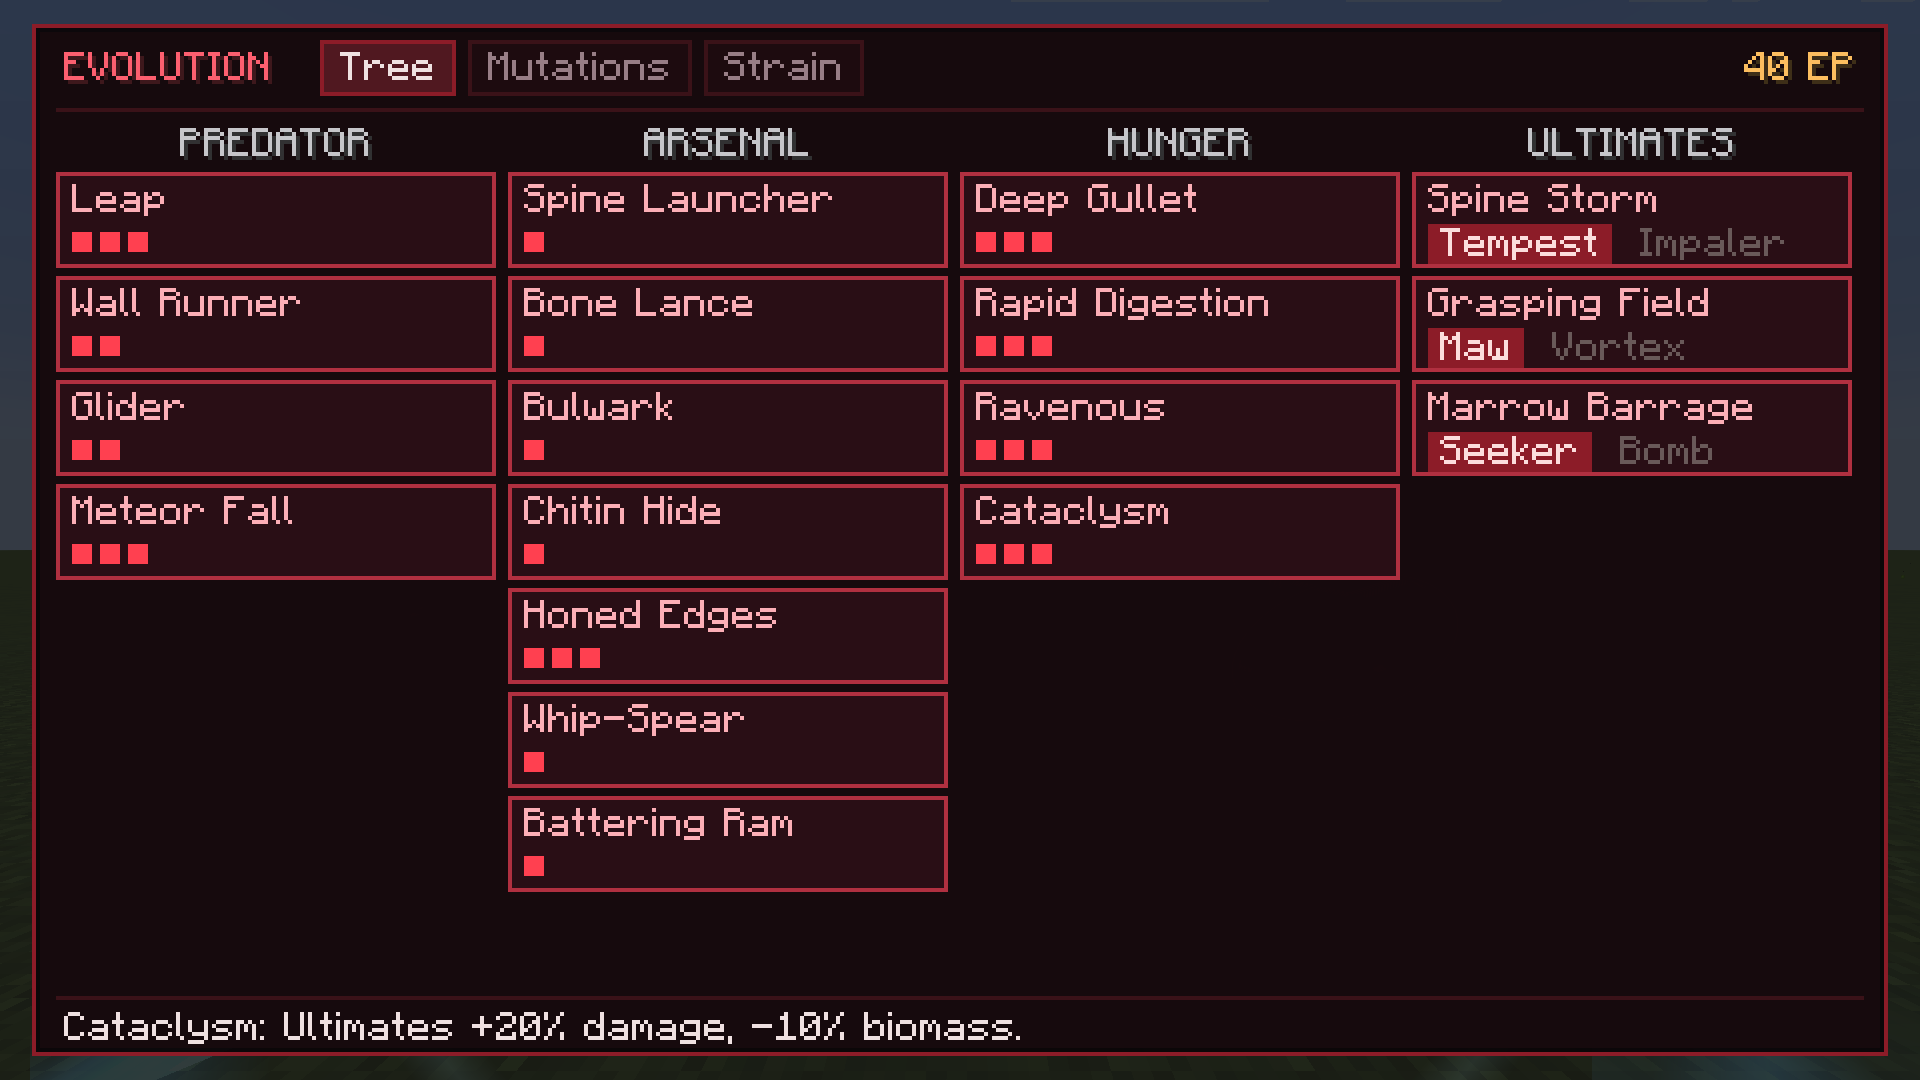 EVOLUTION Tree Mutations Strain 40 EP
PREDATOR ARSENAL HUNGER ULTIMATES
Leap
Wall Runner
Glider
Meteor Fall
Spine Launcher
Bone Lance
Bulwark
Chitin Hide
Honed Edges
Whip-Spear
Battering Ram
Deep Gullet
Rapid Digestion
Ravenous
Cataclysm
Spine Storm
Tempest Impaler
Grasping Field
Maw Vortex
Marrow Barrage
Seeker Bomb
Cataclysm: Ultimates +20% damage, -10% biomass.